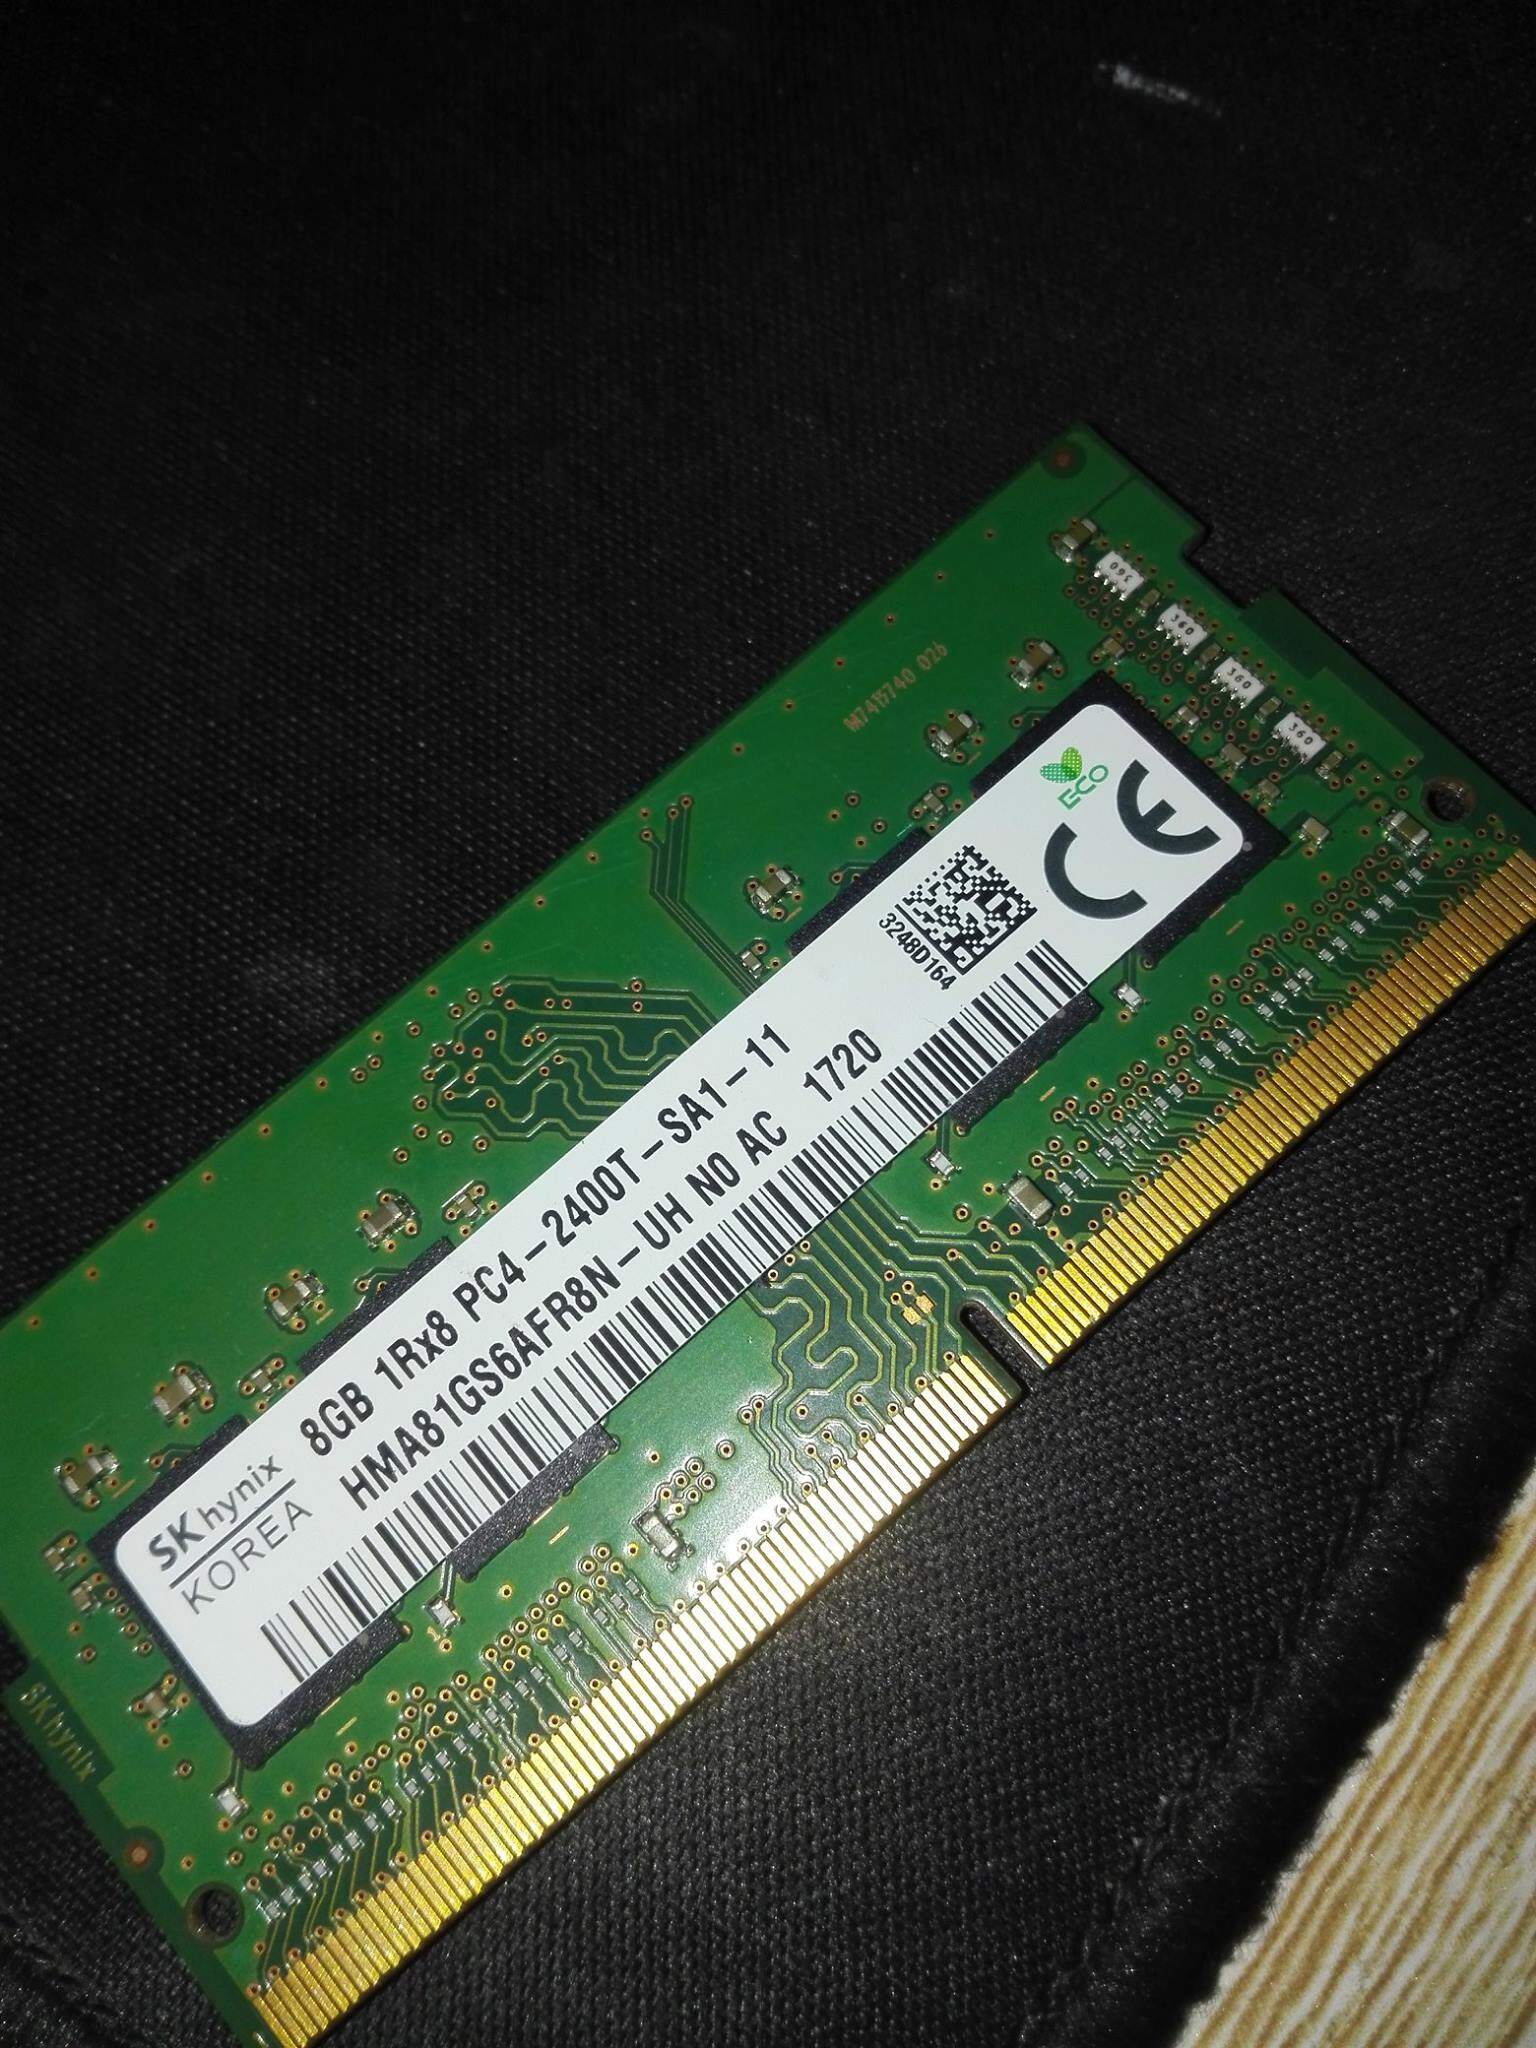 SK hynix
KOREA
8GB 1Rx8 PC4-2400T-SA1-11
HMA81GS6AFR8N-UH N0 AC 1720
3248D164
ECO
CE
360
360
360
360
SK hynix